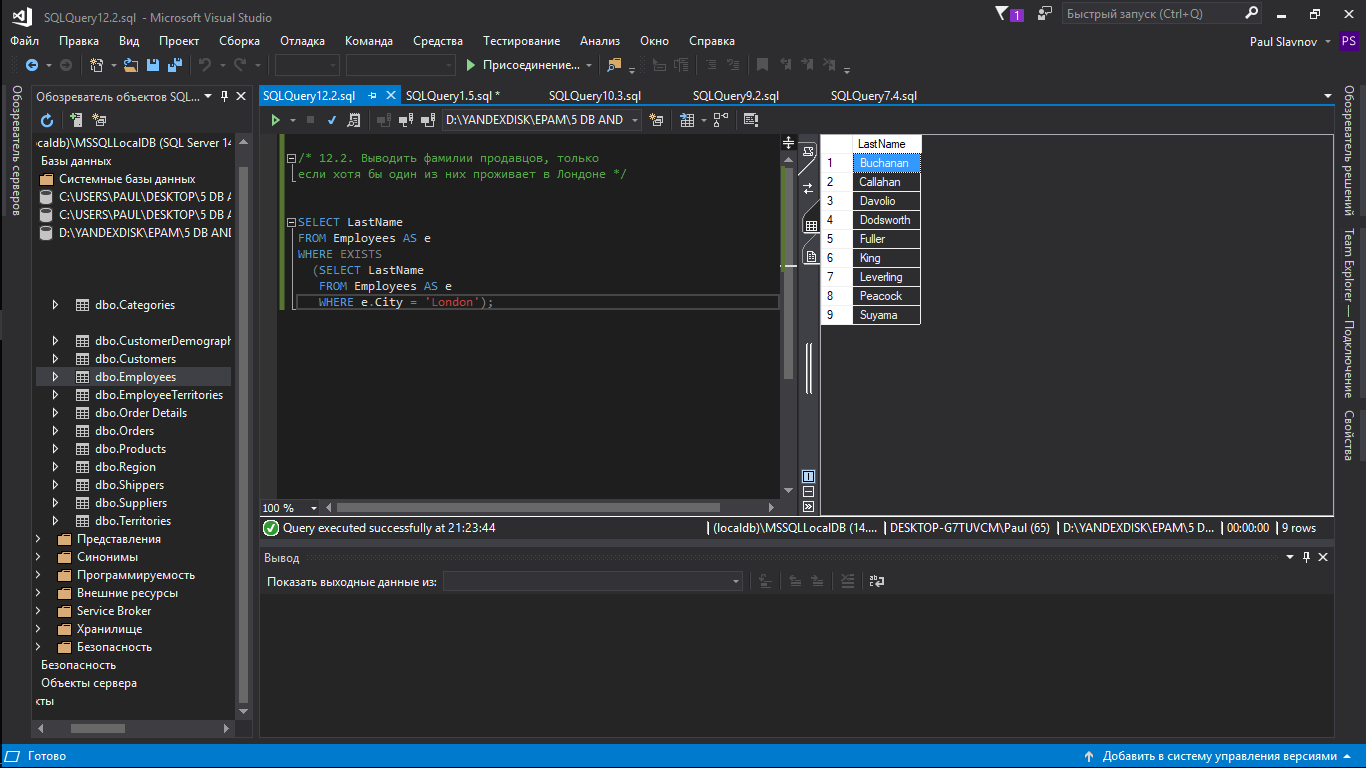 SQLQuery12.2.sql - Microsoft Visual Studio
1
Быстрый запуск (Ctrl+Q)
Файл Правка Вид Проект Сборка Отладка Команда Средства Тестирование Анализ Окно Справка
Paul Slavnov PS
Присоединение...
Обозреватель серверов
Обозреватель объектов SQL...
caldb)\MSSQLLocalDB (SQL Server 14
Базы данных
Системные базы данных
C:\USERS\PAUL\DESKTOP\5 DB A
C:\USERS\PAUL\DESKTOP\5 DB A
D:\YANDEXDISK\EPAM\5 DB AND
dbo.Categories
dbo.CustomerDemograph
dbo.Customers
dbo.Employees
dbo.EmployeeTerritories
dbo.Order Details
dbo.Orders
dbo.Products
dbo.Region
dbo.Shippers
dbo.Suppliers
dbo.Territories
Представления
Синонимы
Программируемость
Внешние ресурсы
Service Broker
Хранилище
Безопасность
Безопасность
Объекты сервера
кты
SQLQuery12.2.sql SQLQuery1.5.sql * SQLQuery10.3.sql SQLQuery9.2.sql SQLQuery7.4.sql
D:\YANDEXDISK\EPAM\5 DB AND
/* 12.2. Выводить фамилии продавцов, только
если хотя бы один из них проживает в Лондоне */
SELECT LastName
FROM Employees AS e
WHERE EXISTS
(SELECT LastName
FROM Employees AS e
WHERE e.City = 'London');
100 %
LastName
1 Buchanan
2 Callahan
3 Davolio
4 Dodsworth
5 Fuller
6 King
7 Leverling
8 Peacock
9 Suyama
Query executed successfully at 21:23:44
(localdb)\MSSQLLocalDB (14.... DESKTOP-G7TUVCM\Paul (65) D:\YANDEXDISK\EPAM\5 D... 00:00:00 9 rows
Вывод
Показать выходные данные из:
Обозреватель решений
Team Explorer — Подключение
Свойства
Готово
Добавить в систему управления версиями